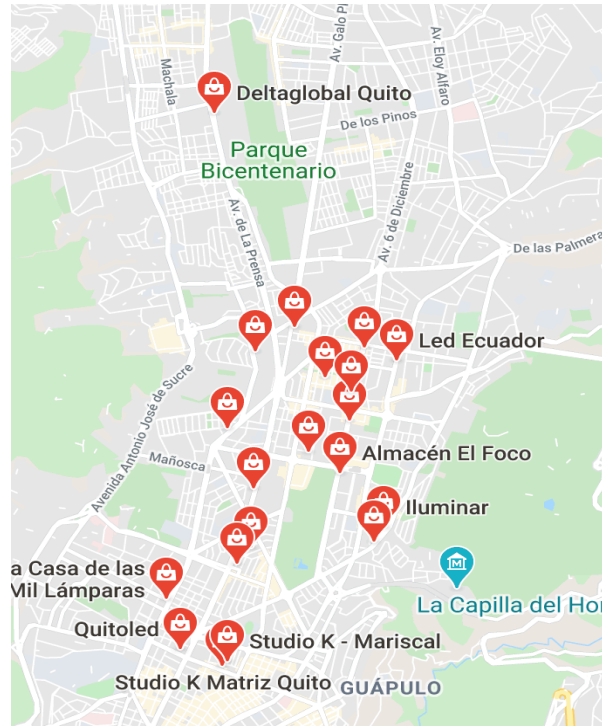 Machala
Av. Galo Pl
Av. Eloy Alfaro
Deltaglobal Quito
De los Pinos
Parque
Bicentenario
Av. de La Prensa
Av. 6 de Diciembre
De las Palmera
Led Ecuador
Avenida Antonio José de Sucre
Mañosca
Almacén El Foco
Iluminar
a Casa de las
Mil Lámparas
La Capilla del Hor
Quitoled
Studio K - Mariscal
Studio K Matriz Quito
GUÁPULO